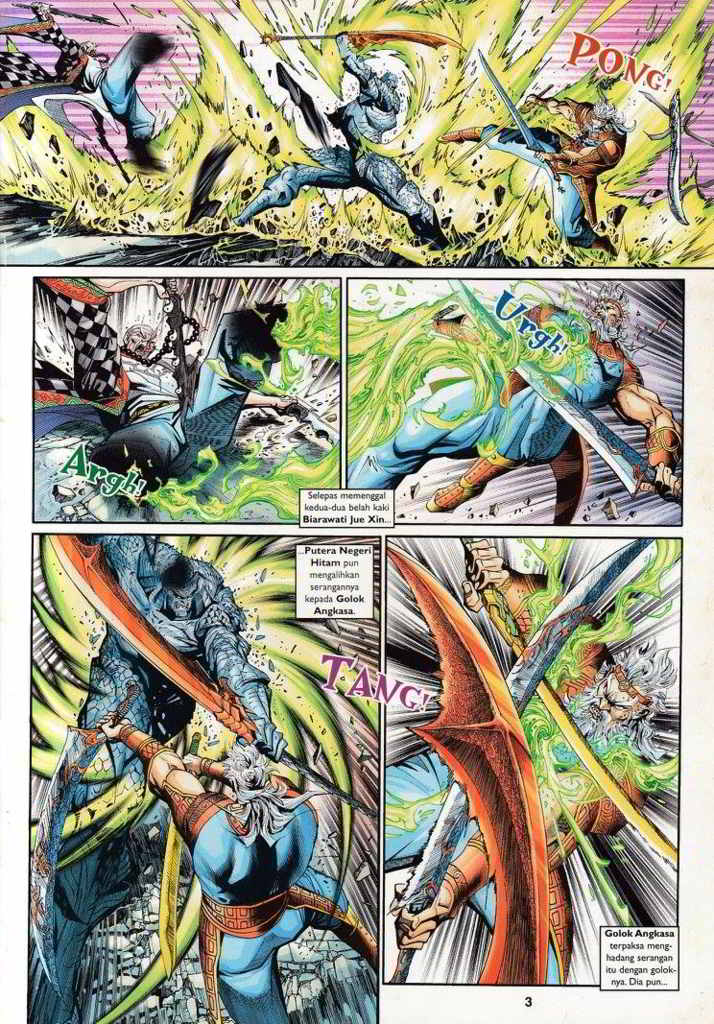 PONG!
Argh!
Urgh!
Selepas memenggal
kedua-dua belah kaki
Biarawati Jue Xin...
...Putera Negeri
Hitam pun
mengalihkan
serangannya
kepada Golok
Angkasa.
TANG!
Golok Angkasa
terpaksa meng-
hadang serangan
itu dengan golok-
nya. Dia pun...
3